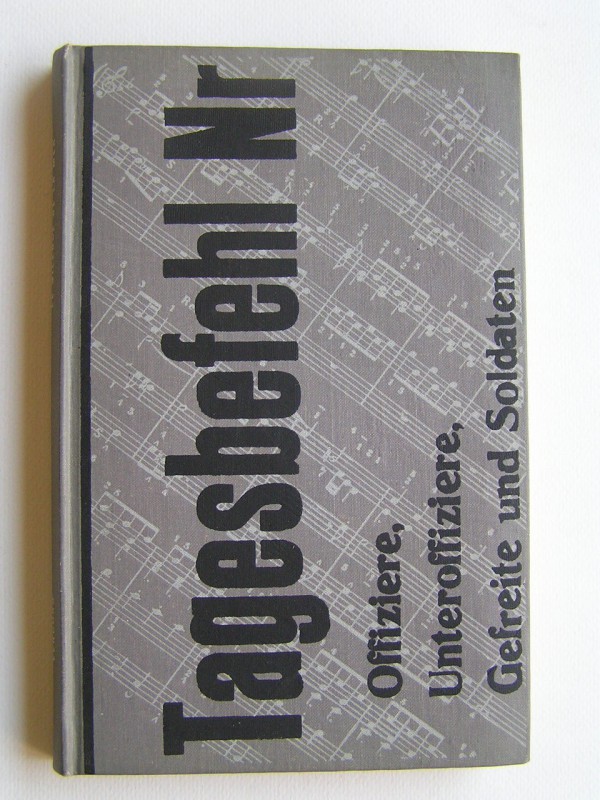 Tagesbefehl Nr
Offiziere,
Unteroffiziere,
Gefreite und Soldaten